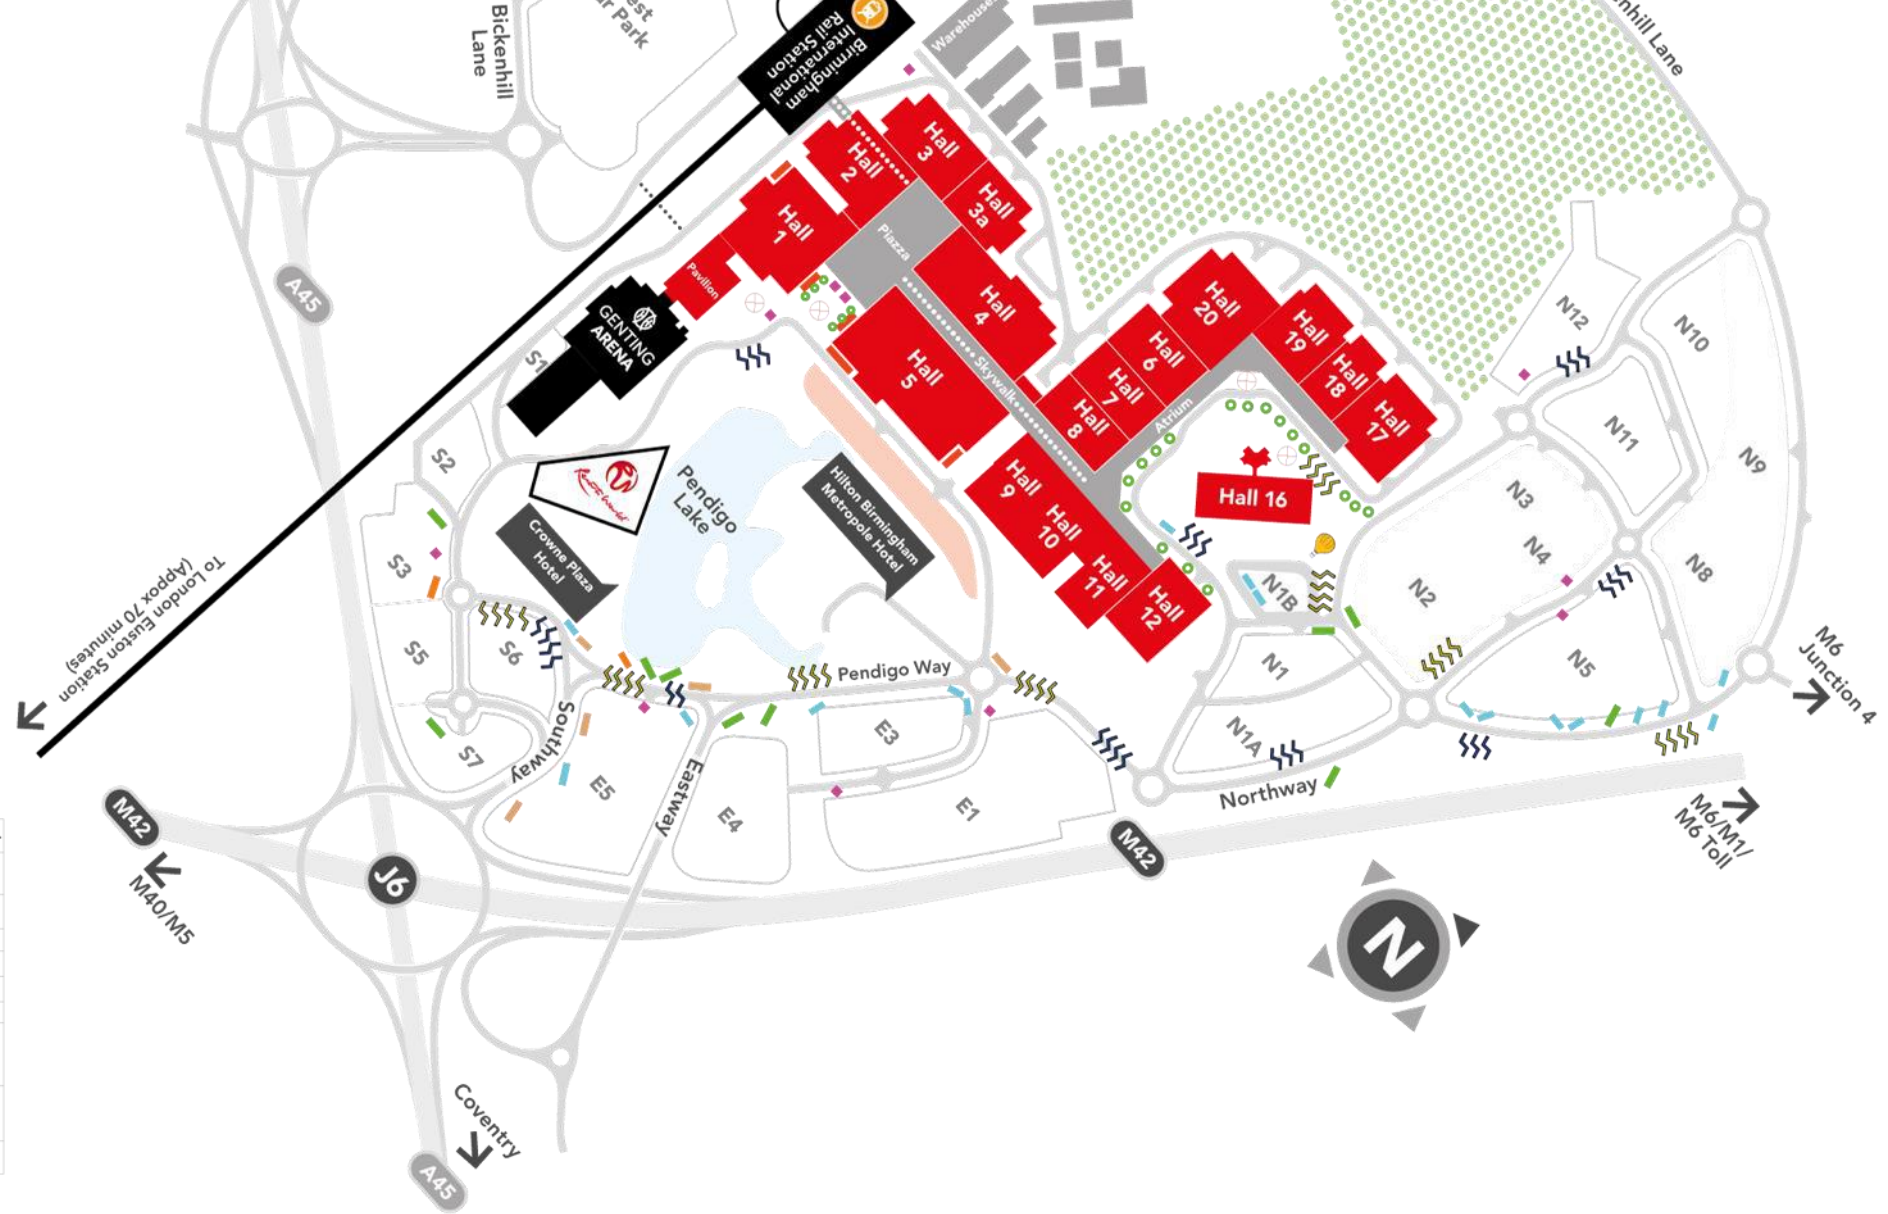 Bickenhill
Lane
Birmingham
International
Rail Station
Warehouse
A45
Hall
3
Hall
2
Hall
3a
Hall
1
Piazza
Pavilion
GENTING
ARENA
Hall
4
Hall
5
Skywalk
Hall
20
Hall
19
Hall
18
Hall
17
Hall
6
Hall
7
Hall
8
Atrium
Hall 16
Hall
9
Hall
10
Hall
11
Hall
12
S1
S2
S3
S5
S6
S7
Pendigo
Lake
Crowne Plaza
Hotel
Hilton Birmingham
Metropole Hotel
N12
N10
N11
N9
N3
N4
N8
N2
N1B
N5
N1
N1A
Pendigo Way
E3
E5
E4
E1
Southway
Eastway
Northway
To London Euston Station
(Appox 70 minutes)
M6
Junction 4
M42
J6
M40/M5
M42
M6/M1/
M6 Toll
N
Coventry
A45